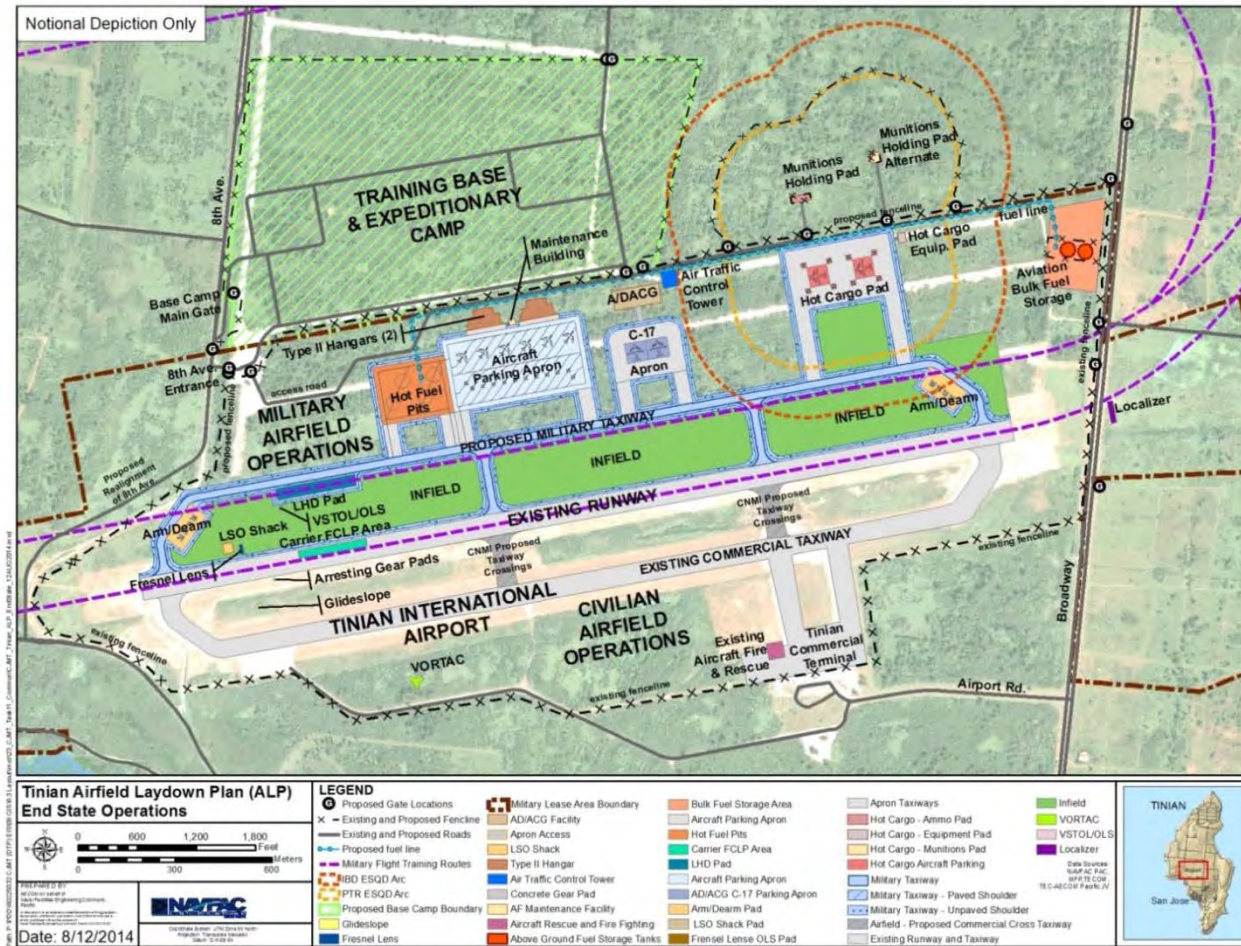 Notional Depiction Only
8th Ave.
TRAINING BASE
& EXPEDITIONARY
CAMP
Maintenance
Building
Munitions
Holding Pad
Munitions
Holding Pad
Alternate
proposed fenceline
fuel line
Hot Cargo
Equip. Pad
Aviation
Bulk Fuel
Storage
Base Camp
Main Gate
A/DACG
Air Traffic
Control
Tower
Hot Cargo Pad
Type II Hangars (2)
8th Ave.
Entrance
access road
proposed fenceline
Hot Fuel
Pits
Aircraft
Parking Apron
C-17
Apron
MILITARY
AIRFIELD
OPERATIONS
PROPOSED MILITARY TAXIWAY
Arm/Dearm
INFIELD
INFIELD
INFIELD
existing fenceline
Localizer
Proposed
Realignment
of 8th Ave
LHD Pad
VSTOL/OLS
Arm/Dearm
LSO Shack
Carrier FCLP Area
EXISTING RUNWAY
CNMI Proposed
Taxiway
Crossings
CNMI Proposed
Taxiway
Crossings
Fresnel Lens
Arresting Gear Pads
Glideslope
EXISTING COMMERCIAL TAXIWAY
existing fenceline
TINIAN INTERNATIONAL
AIRPORT
CIVILIAN
AIRFIELD
OPERATIONS
existing fenceline
VORTAC
Existing
Aircraft Fire
& Rescue
Tinian
Commercial
Terminal
existing fenceline
Airport Rd.
Broadway
Tinian Airfield Laydown Plan (ALP)
End State Operations
0 600 1,200 1,800
Feet
Meters
0 300 600
PREPARED BY
NAVFAC
Date: 8/12/2014
LEGEND
Proposed Gate Locations
Existing and Proposed Fencline
Existing and Proposed Roads
Proposed fuel line
Military Flight Training Routes
IBD ESQD Arc
PTR ESQD Arc
Proposed Base Camp Boundary
Glideslope
Fresnel Lens
Military Lease Area Boundary
AD/ACG Facility
Apron Access
LSO Shack
Type II Hangar
Air Traffic Control Tower
Concrete Gear Pad
AF Maintenance Facility
Aircraft Rescue and Fire Fighting
Above Ground Fuel Storage Tanks
Bulk Fuel Storage Area
Aircraft Parking Apron
Hot Fuel Pits
Carrier FCLP Area
LHD Pad
Aircraft Parking Apron
AD/ACG C-17 Parking Apron
Arm/Dearm Pad
LSO Shack Pad
Frensel Lense OLS Pad
Apron Taxiways
Hot Cargo - Ammo Pad
Hot Cargo - Equipment Pad
Hot Cargo - Munitions Pad
Hot Cargo Aircraft Parking
Military Taxiway
Military Taxiway - Paved Shoulder
Military Taxiway - Unpaved Shoulder
Airfield - Proposed Commercial Cross Taxiway
Existing Runway and Taxiway
Infield
VORTAC
VSTOL/OLS
Localizer
Data Sources
TINIAN
San Jose